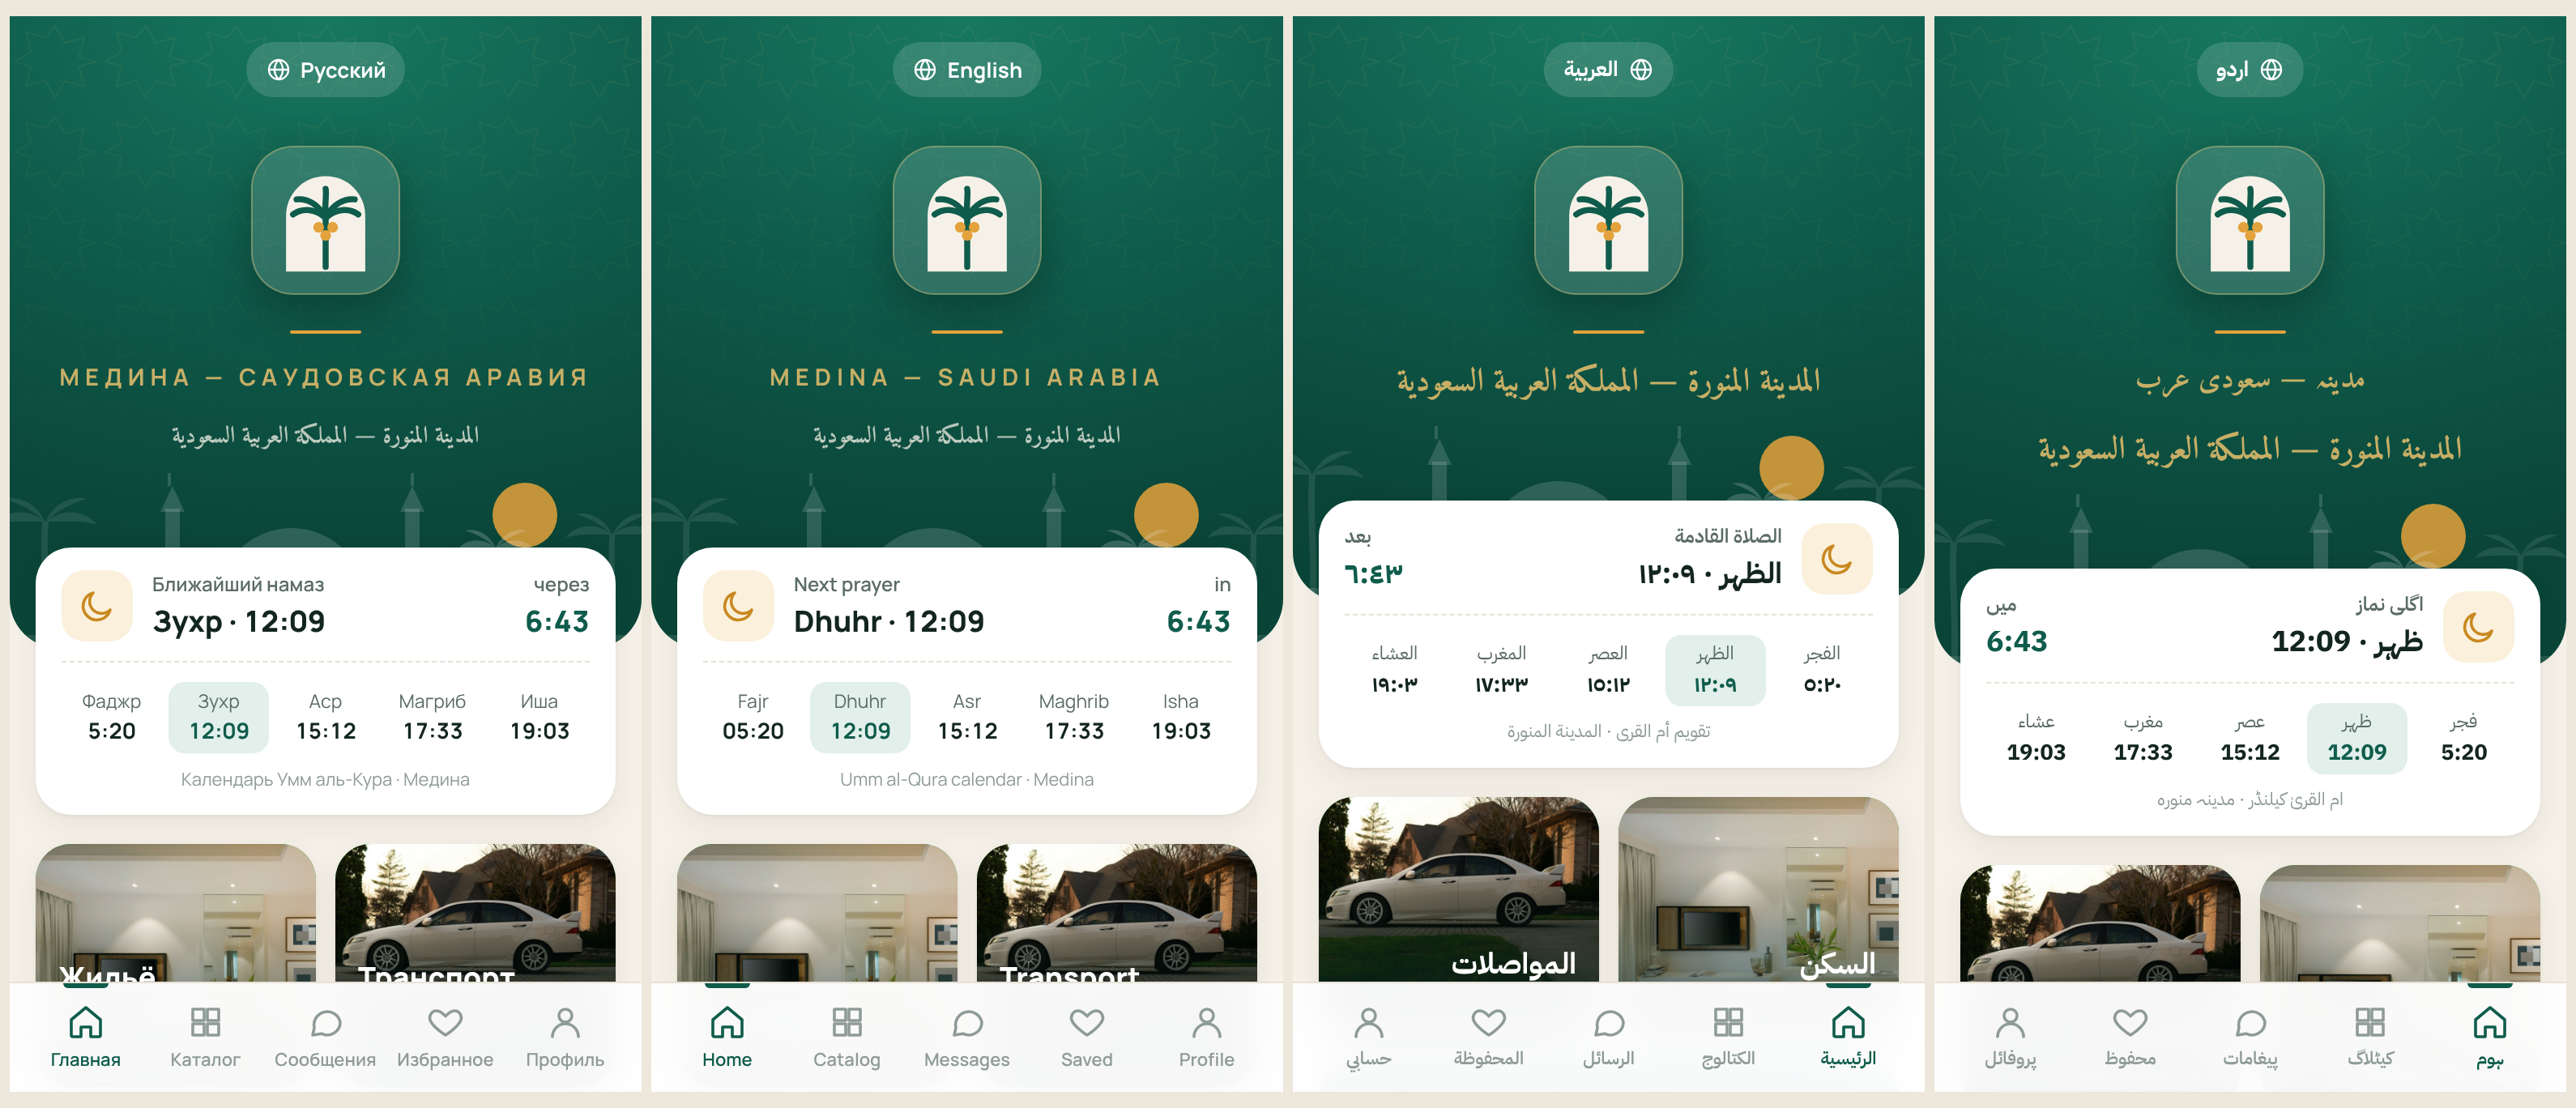 Русский
МЕДИНА — САУДОВСКАЯ АРАВИЯ
المدينة المنورة — المملكة العربية السعودية
Ближайший намаз
через
Зухр · 12:09
6:43
Фаджр Зухр Аср Магриб Иша
5:20 12:09 15:12 17:33 19:03
Календарь Умм аль-Кура · Медина
Жильё
Транспорт
Главная Каталог Сообщения Избранное Профиль
English
MEDINA — SAUDI ARABIA
المدينة المنورة — المملكة العربية السعودية
Next prayer
in
Dhuhr · 12:09
6:43
Fajr Dhuhr Asr Maghrib Isha
05:20 12:09 15:12 17:33 19:03
Umm al-Qura calendar · Medina
Transport
Home Catalog Messages Saved Profile
العربية
المدينة المنورة — المملكة العربية السعودية
الصلاة القادمة
بعد
الظهر · ١٢:٠٩
٦:٤٣
الفجر الظهر العصر المغرب العشاء
٥:٢٠ ١٢:٠٩ ١٥:١٢ ١٧:٣٣ ١٩:٠٣
تقويم أم القرى · المدينة المنورة
السكن
المواصلات
الرئيسية الكتالوج الرسائل المحفوظة حسابي
اردو
مدینہ — سعودی عرب
المدينة المنورة — المملكة العربية السعودية
اگلی نماز
میں
ظہر · 12:09
6:43
فجر ظہر عصر مغرب عشاء
5:20 12:09 15:12 17:33 19:03
ام القریٰ کیلنڈر · مدینہ منورہ
ہوم کیٹلاگ پیغامات محفوظ پروفائل